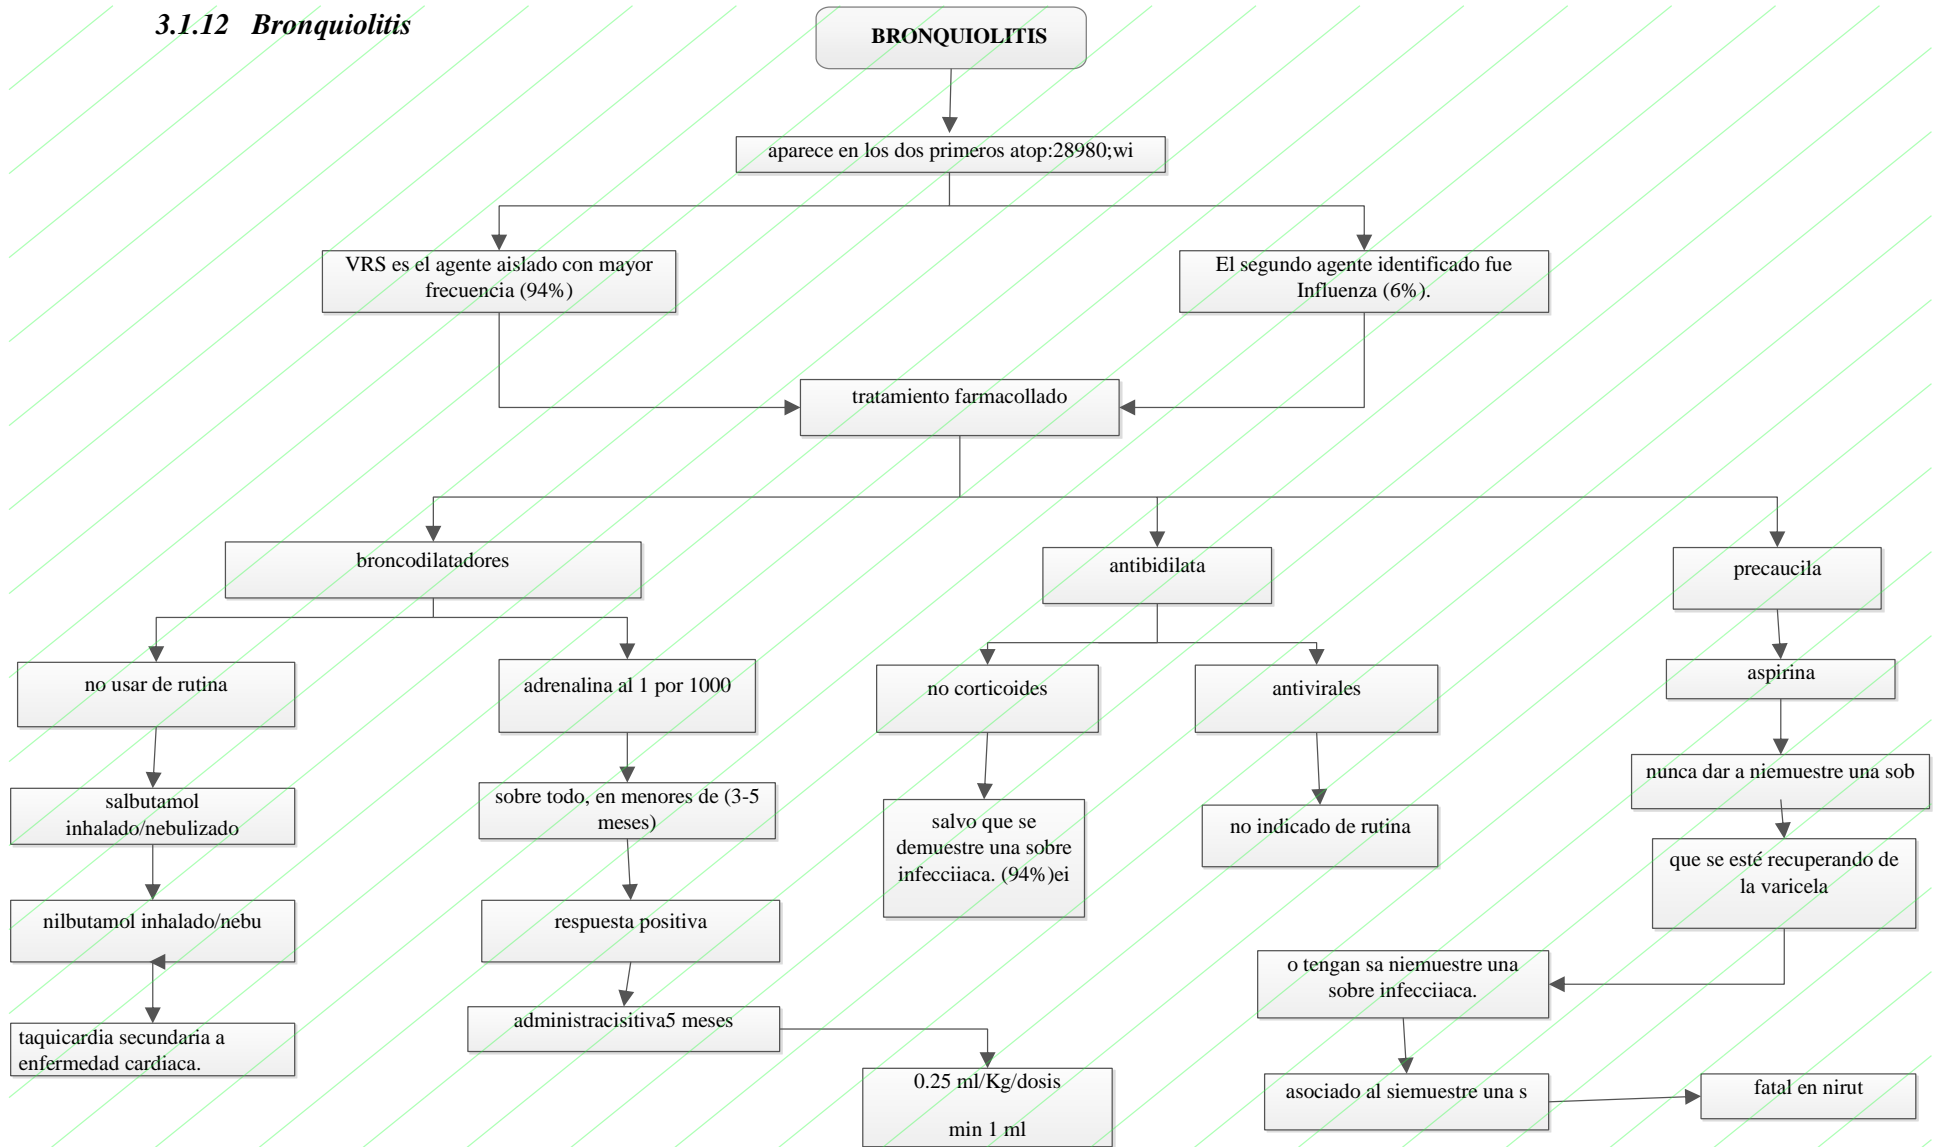 3.1.12 Bronquiolitis
BRONQUIOLITIS
aparece en los dos primeros atop:28980;wi
VRS es el agente aislado con mayor
frecuencia (94%)
El segundo agente identificado fue
Influenza (6%).
tratamiento farmacollado
broncodilatadores
antibidilata
precaucila
no usar de rutina
adrenalina al 1 por 1000
no corticoides
antivirales
aspirina
salbutamol
inhalado/nebulizado
sobre todo, en menores de (3-5
meses)
salvo que se
demuestre una sobre
infecciiaca. (94%)ei
no indicado de rutina
nunca dar a niemuestre una sob
que se esté recuperando de
la varicela
nilbutamol inhalado/nebu
respuesta positiva
o tengan sa niemuestre una
sobre infecciiaca.
taquicardia secundaria a
enfermedad cardiaca.
administracisitiva5 meses
0.25 ml/Kg/dosis
min 1 ml
asociado al siemuestre una s
fatal en nirut